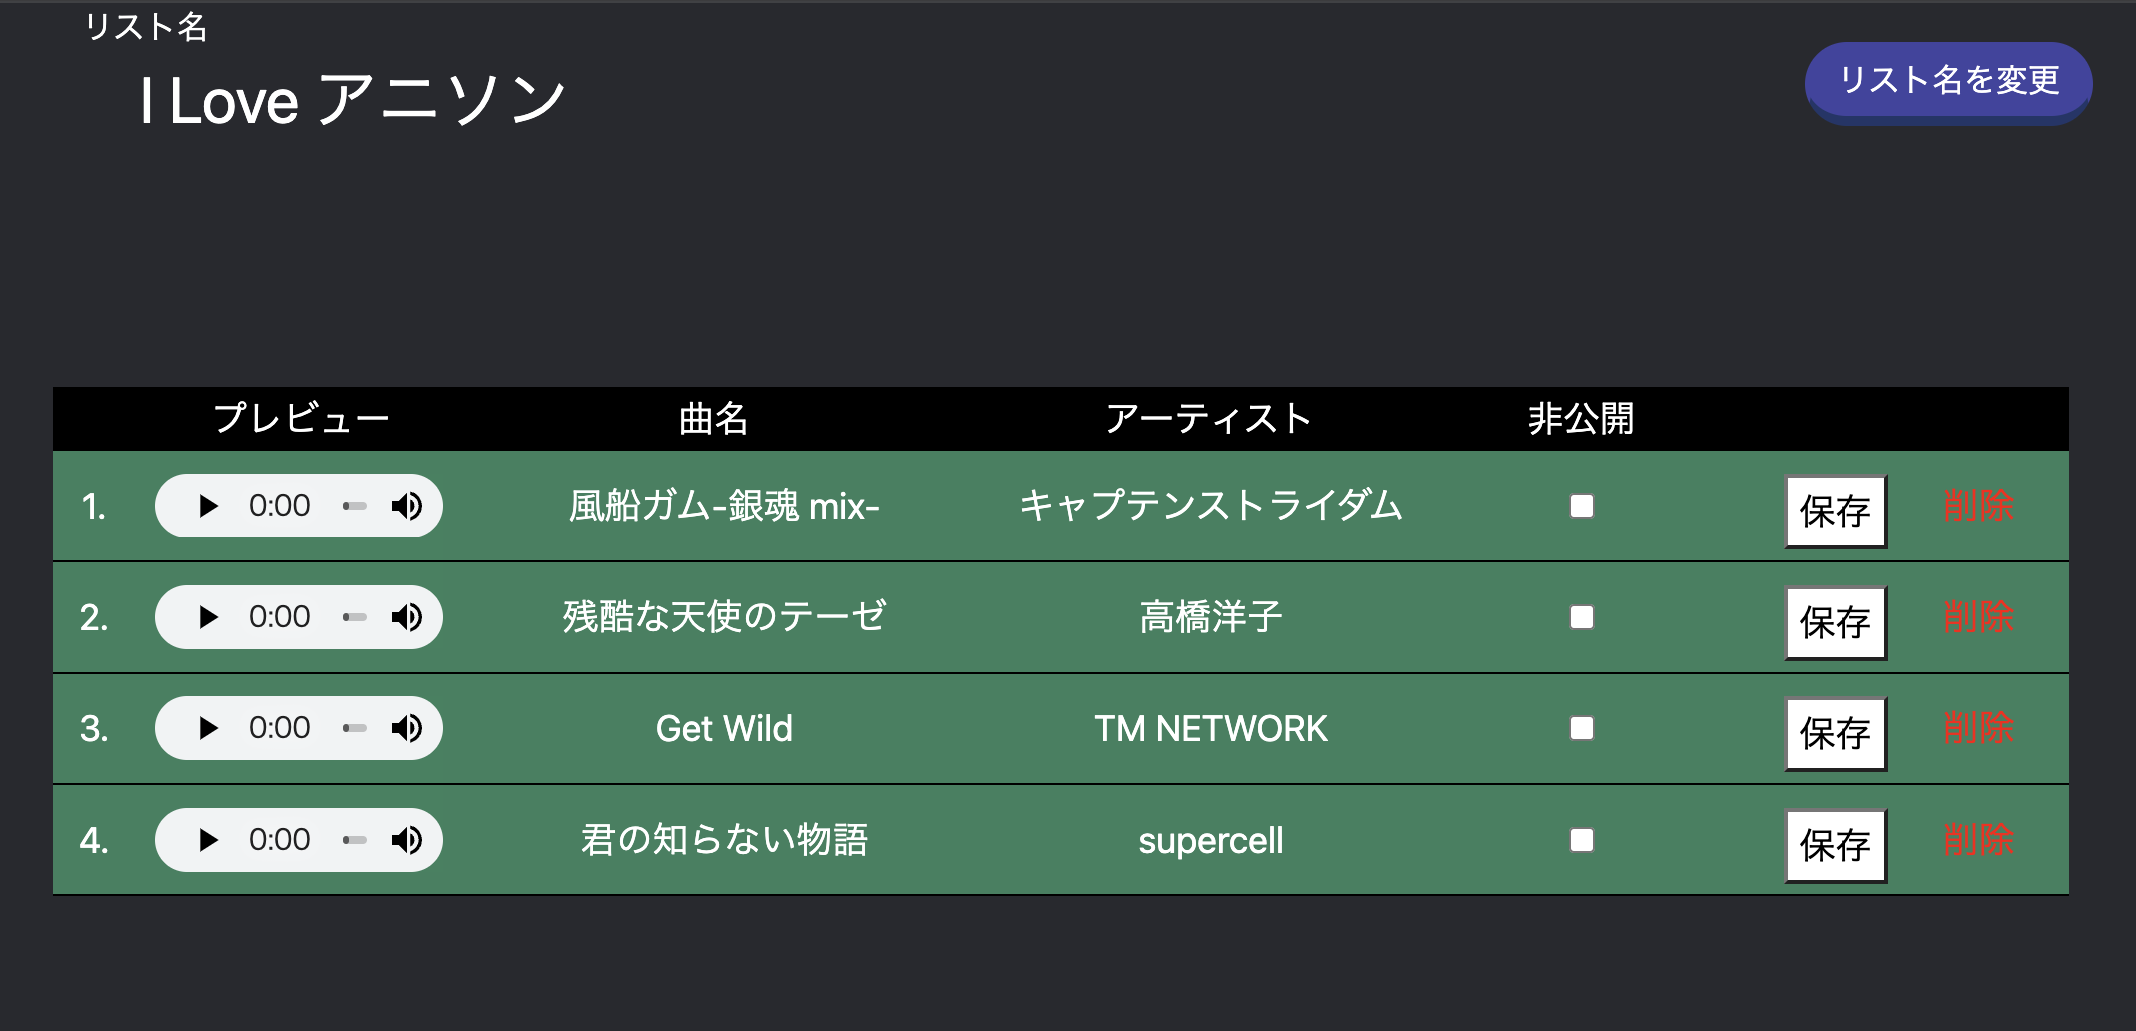 リスト名
I Love アニソン
リスト名を変更
プレビュー 曲名 アーティスト 非公開
1. 0:00 風船ガム-銀魂 mix- キャプテンストライダム 保存 削除
2. 0:00 残酷な天使のテーゼ 高橋洋子 保存 削除
3. 0:00 Get Wild TM NETWORK 保存 削除
4. 0:00 君の知らない物語 supercell 保存 削除